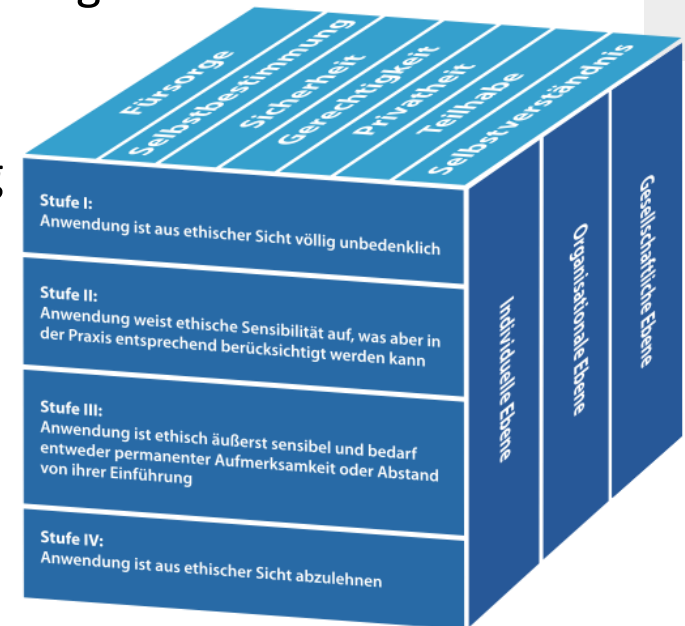 g
g
Fürsorge
Selbstbestimmung
Sicherheit
Gerechtigkeit
Privatheit
Teilhabe
Selbstverständnis
Stufe I:
Anwendung ist aus ethischer Sicht völlig unbedenklich
Stufe II:
Anwendung weist ethische Sensibilität auf, was aber in
der Praxis entsprechend berücksichtigt werden kann
Stufe III:
Anwendung ist ethisch äußerst sensibel und bedarf
entweder permanenter Aufmerksamkeit oder Abstand
von ihrer Einführung
Stufe IV:
Anwendung ist aus ethischer Sicht abzulehnen
Individuelle Ebene
Organisationale Ebene
Gesellschaftliche Ebene